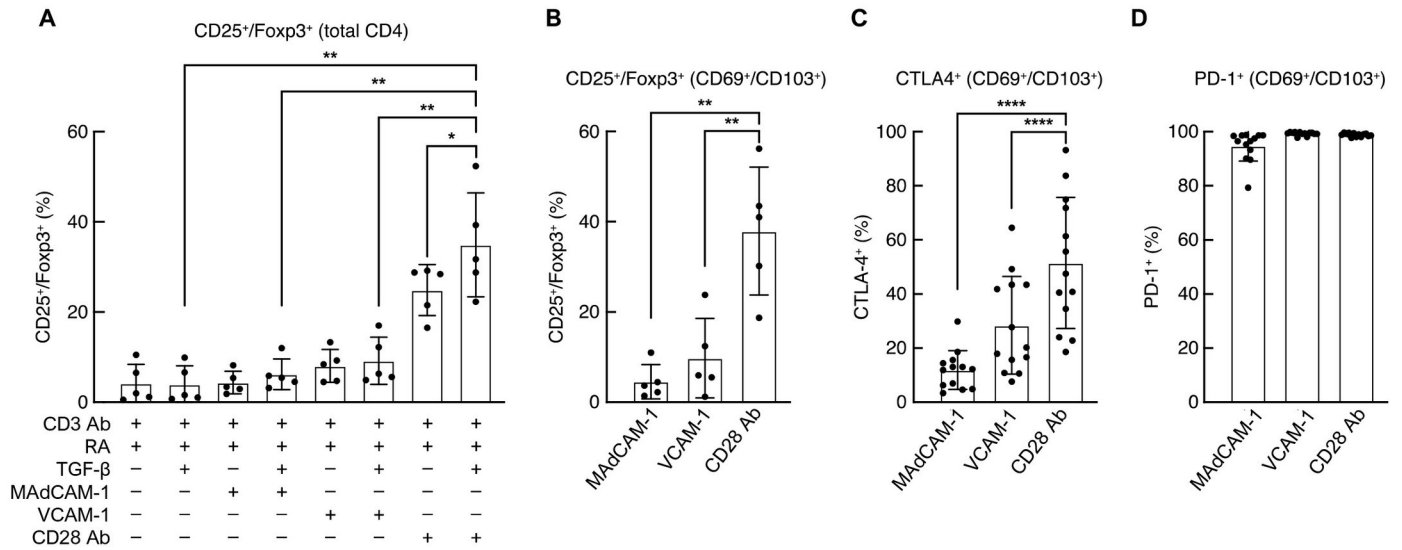 A
CD25⁺/Foxp3⁺ (total CD4)
**
**
**
*
CD25⁺/Foxp3⁺ (%)
60
40
20
0
CD3 Ab + + + + + + + +
RA + + + + + + + +
TGF-β – + – + – + – +
MAdCAM-1 – – + + – – – –
VCAM-1 – – – – + + – –
CD28 Ab – – – – – – + +
B
CD25⁺/Foxp3⁺ (CD69⁺/CD103⁺)
**
**
CD25⁺/Foxp3⁺ (%)
60
40
20
0
MAdCAM-1
VCAM-1
CD28 Ab
C
CTLA4⁺ (CD69⁺/CD103⁺)
****
****
CTLA-4⁺ (%)
100
80
60
40
20
0
MAdCAM-1
VCAM-1
CD28 Ab
D
PD-1⁺ (CD69⁺/CD103⁺)
PD-1⁺ (%)
100
80
60
40
20
0
MAdCAM-1
VCAM-1
CD28 Ab